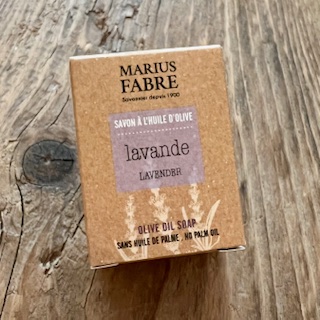 MARIUS
FABRE
Savonnier depuis 1900
SAVON À L'HUILE D'OLIVE
lavande
LAVENDER
OLIVE OIL SOAP
SANS HUILE DE PALME . NO PALM OIL